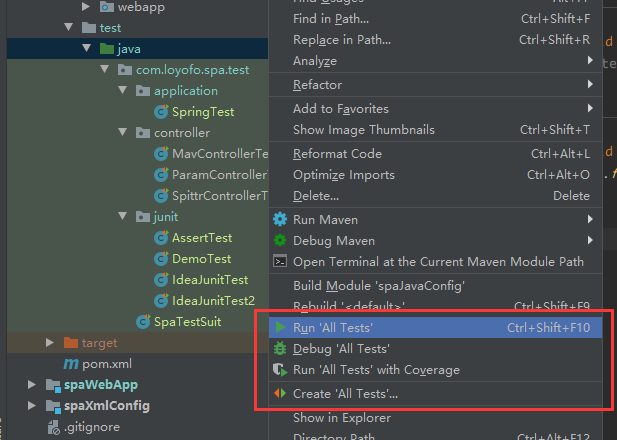 webapp
test
java
com.loyofo.spa.test
application
SpringTest
controller
MavControllerTe
ParamController
SpittrControllerT
junit
AssertTest
DemoTest
IdeaJunitTest
IdeaJunitTest2
SpaTestSuit
target
pom.xml
spaWebApp
spaXmlConfig
.gitignore
Find in Path... Ctrl+Shift+F
Replace in Path... Ctrl+Shift+R
Analyze
Refactor
Add to Favorites
Show Image Thumbnails Ctrl+Shift+T
Reformat Code Ctrl+Alt+L
Optimize Imports Ctrl+Alt+O
Delete... Delete
Run Maven
Debug Maven
Open Terminal at the Current Maven Module Path
Build Module 'spaJavaConfig'
Rebuild '<default>' Ctrl+Shift+F9
Run 'All Tests' Ctrl+Shift+F10
Debug 'All Tests'
Run 'All Tests' with Coverage
Create 'All Tests'...
Show in Explorer
Directory Path Ctrl+Alt+F12